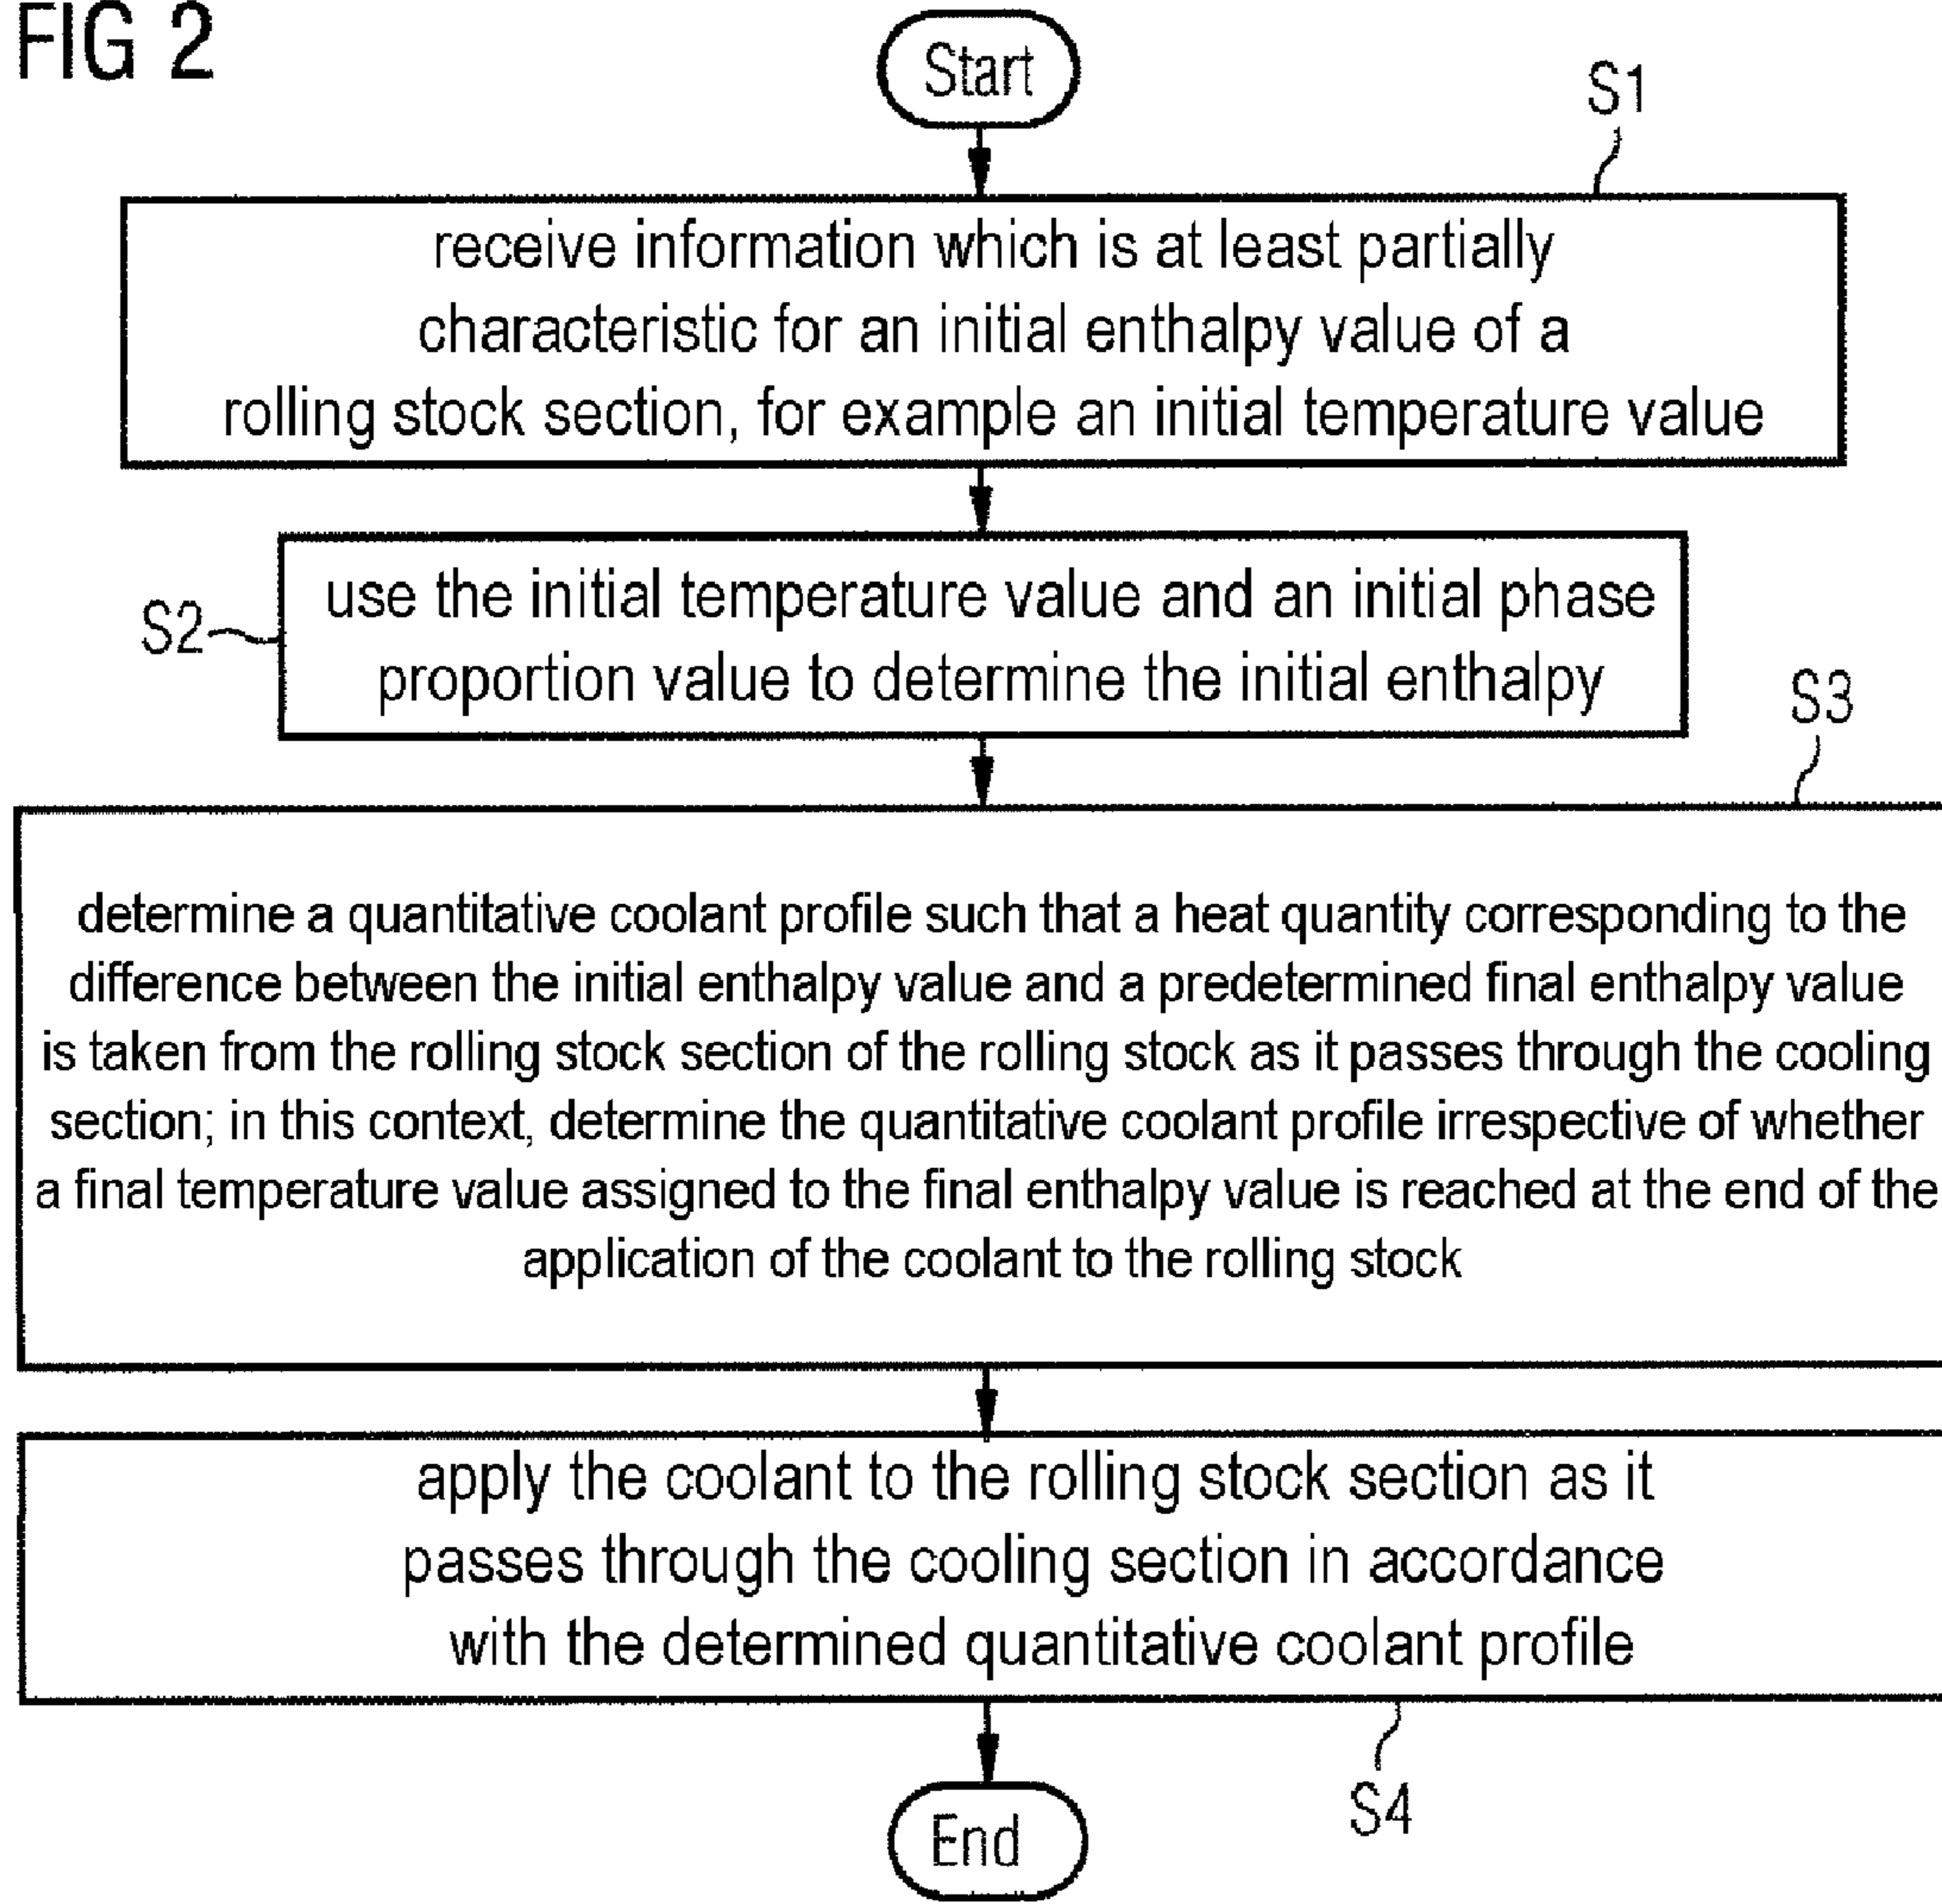 FIG 2
Start
S1
receive information which is at least partially
characteristic for an initial enthalpy value of a
rolling stock section, for example an initial temperature value
S2
use the initial temperature value and an initial phase
proportion value to determine the initial enthalpy
S3
determine a quantitative coolant profile such that a heat quantity corresponding to the
difference between the initial enthalpy value and a predetermined final enthalpy value
is taken from the rolling stock section of the rolling stock as it passes through the cooling
section; in this context, determine the quantitative coolant profile irrespective of whether
a final temperature value assigned to the final enthalpy value is reached at the end of the
application of the coolant to the rolling stock
apply the coolant to the rolling stock section as it
passes through the cooling section in accordance
with the determined quantitative coolant profile
S4
End